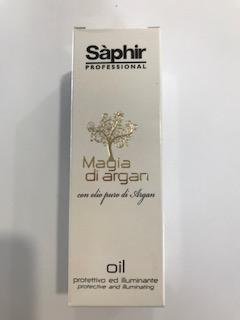 Sàphir
PROFESSIONAL
Magia
di argan
con olio puro di Argan
oil
protettivo ed illuminante
protective and illuminating